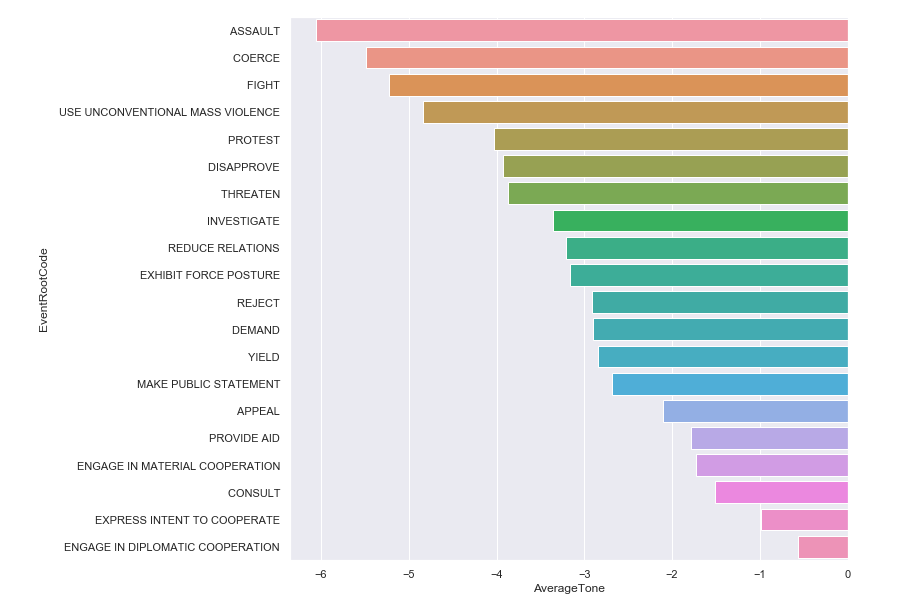 ASSAULT
COERCE
FIGHT
USE UNCONVENTIONAL MASS VIOLENCE
PROTEST
DISAPPROVE
THREATEN
INVESTIGATE
REDUCE RELATIONS
EXHIBIT FORCE POSTURE
REJECT
DEMAND
YIELD
MAKE PUBLIC STATEMENT
APPEAL
PROVIDE AID
ENGAGE IN MATERIAL COOPERATION
CONSULT
EXPRESS INTENT TO COOPERATE
ENGAGE IN DIPLOMATIC COOPERATION
EventRootCode
−6 −5 −4 −3 −2 −1 0
AverageTone